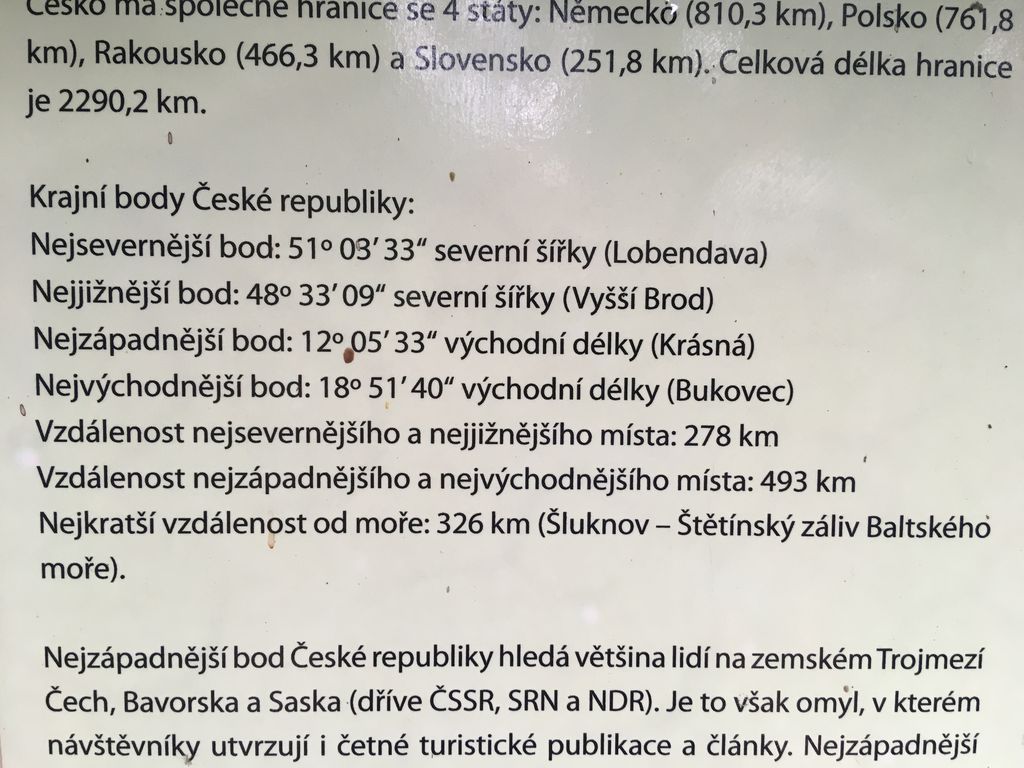 Česko má společné hranice se 4 státy: Německo (810,3 km), Polsko (761,8
km), Rakousko (466,3 km) a Slovensko (251,8 km). Celková délka hranice
je 2290,2 km.
Krajní body České republiky:
Nejsevernější bod: 51º 03’ 33“ severní šířky (Lobendava)
Nejjižnější bod: 48º 33’ 09“ severní šířky (Vyšší Brod)
Nejzápadnější bod: 12º 05’ 33“ východní délky (Krásná)
Nejvýchodnější bod: 18º 51’ 40“ východní délky (Bukovec)
Vzdálenost nejsevernějšího a nejjižnějšího místa: 278 km
Vzdálenost nejzápadnějšího a nejvýchodnějšího místa: 493 km
Nejkratší vzdálenost od moře: 326 km (Šluknov – Štětínský záliv Baltského
moře).
Nejzápadnější bod České republiky hledá většina lidí na zemském Trojmezí
Čech, Bavorska a Saska (dříve ČSSR, SRN a NDR). Je to však omyl, v kterém
návštěvníky utvrzují i četné turistické publikace a články. Nejzápadnější